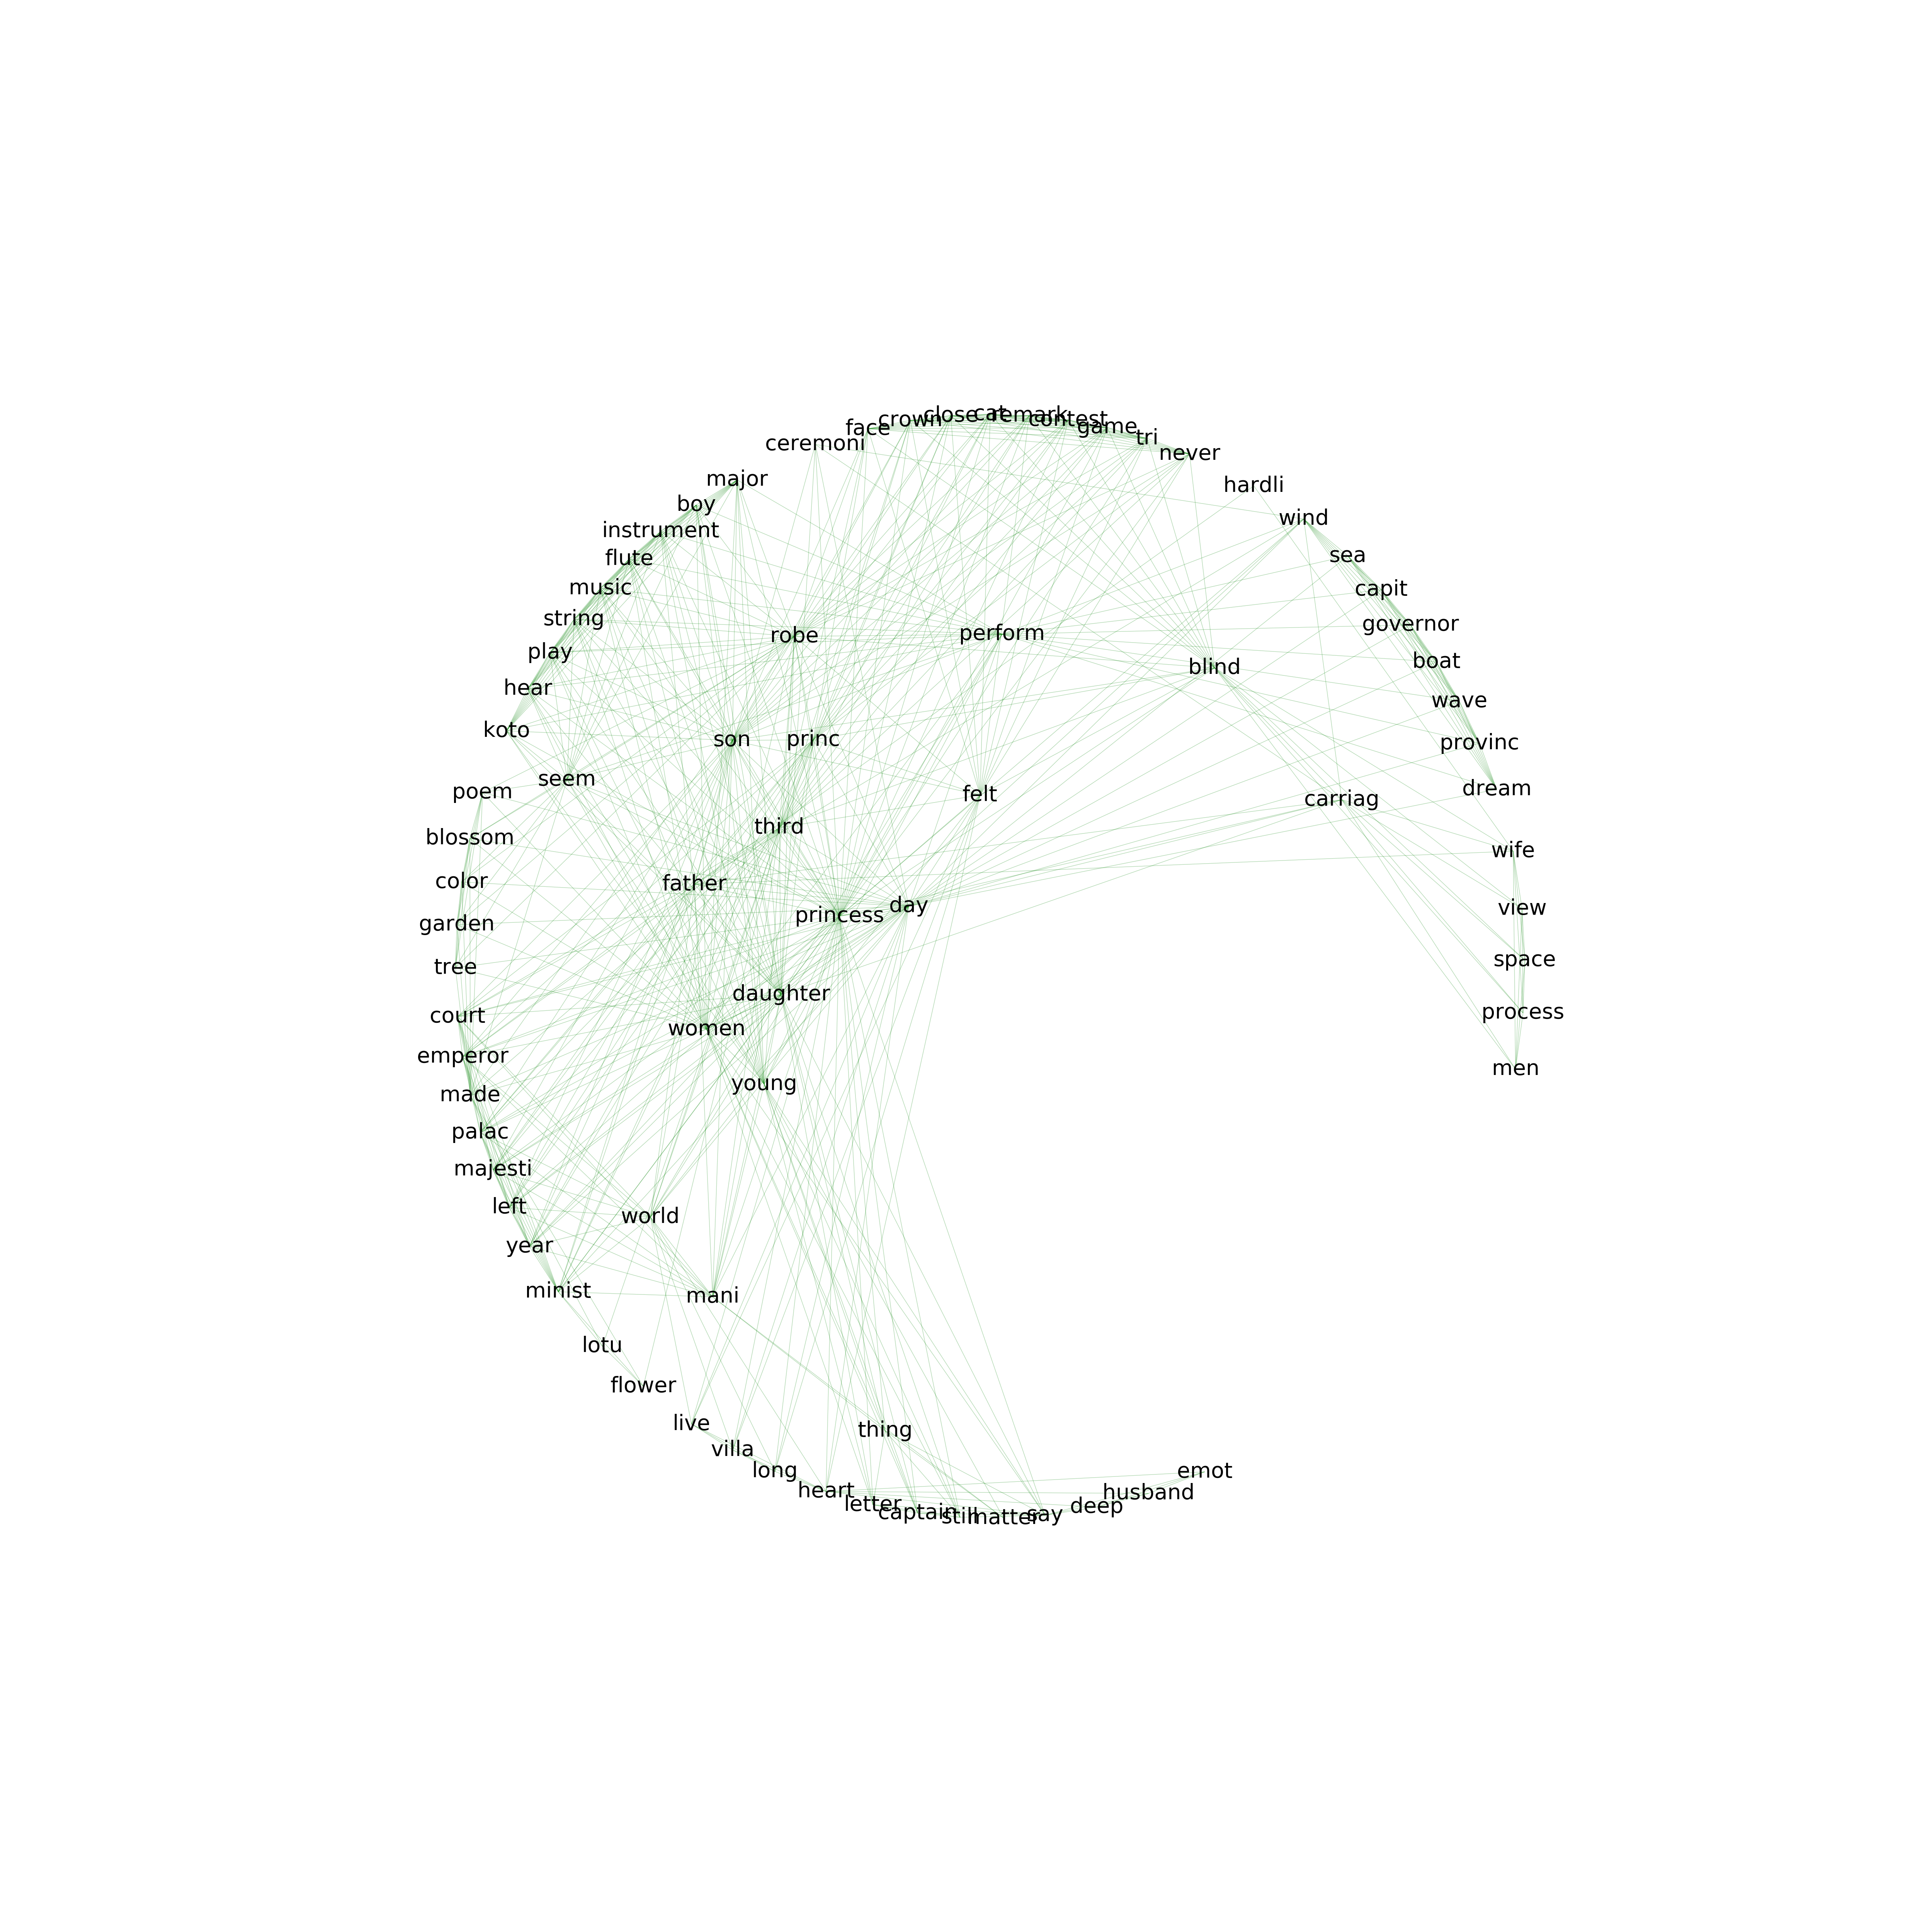 cat
close
remark
contest
crown
game
face
tri
ceremoni
never
major
hardli
boy
wind
instrument
sea
flute
music
capit
string
governor
perform
robe
play
boat
blind
hear
wave
koto
princ
son
provinc
seem
dream
poem
felt
carriag
third
blossom
wife
color
father
day
view
princess
garden
space
tree
daughter
process
court
women
emperor
men
young
made
palac
majesti
left
world
year
minist
mani
lotu
flower
live
thing
villa
long
emot
heart
husband
letter
deep
captain
say
still
matter